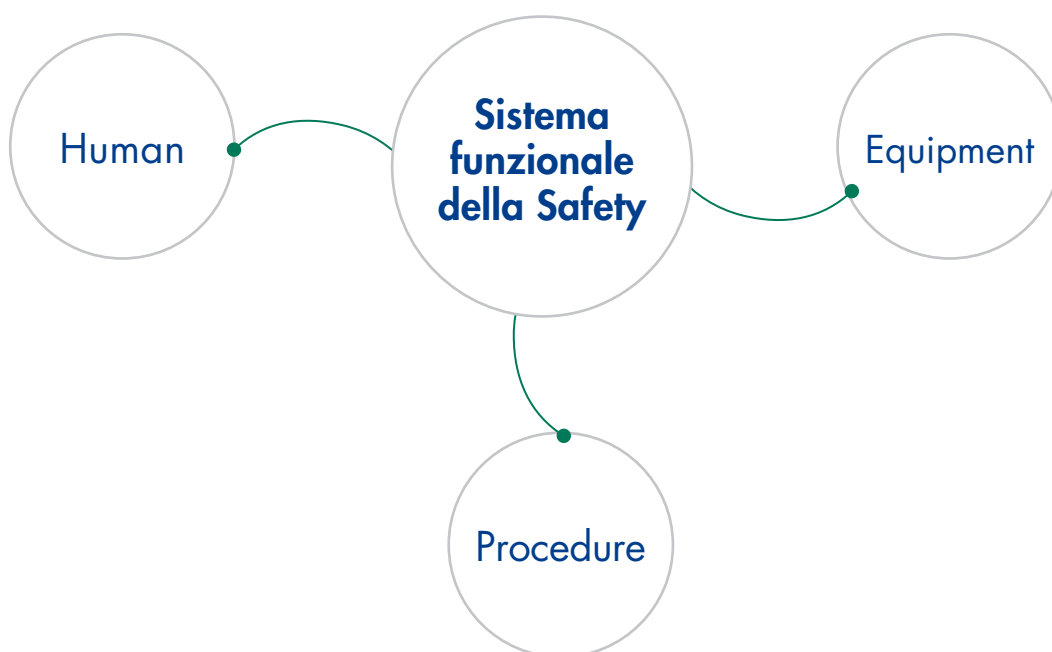 Human
Sistema
funzionale
della Safety
Equipment
Procedure